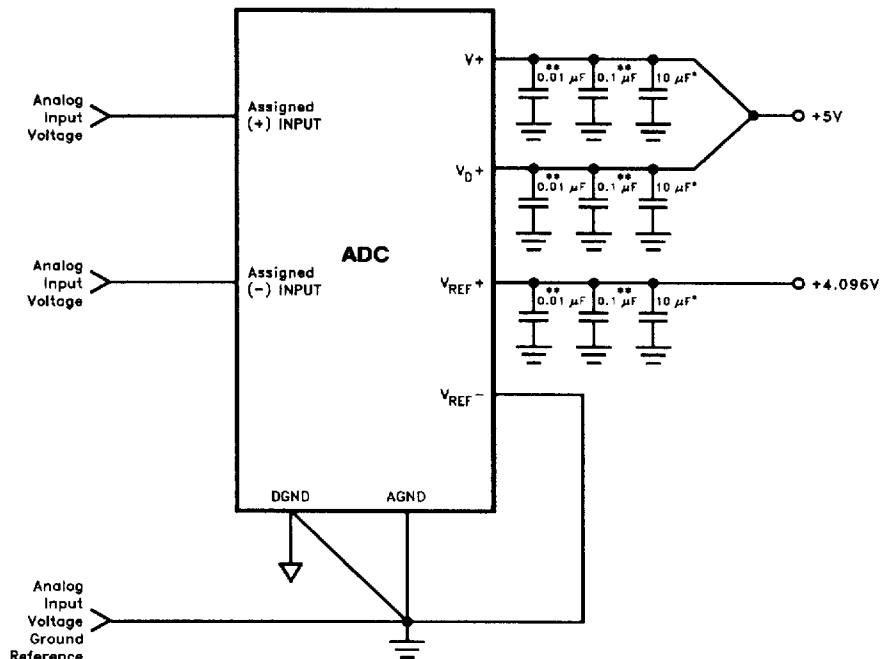 V+
** **
0.01 µF 0.1 µF 10 µF*
+5V
Analog
Input
Voltage
Assigned
(+) INPUT
VD+
** **
0.01 µF 0.1 µF 10 µF*
ADC
Analog
Input
Voltage
Assigned
(−) INPUT
VREF+
+4.096V
** **
0.01 µF 0.1 µF 10 µF*
VREF−
DGND AGND
Analog
Input
Voltage
Ground
Reference